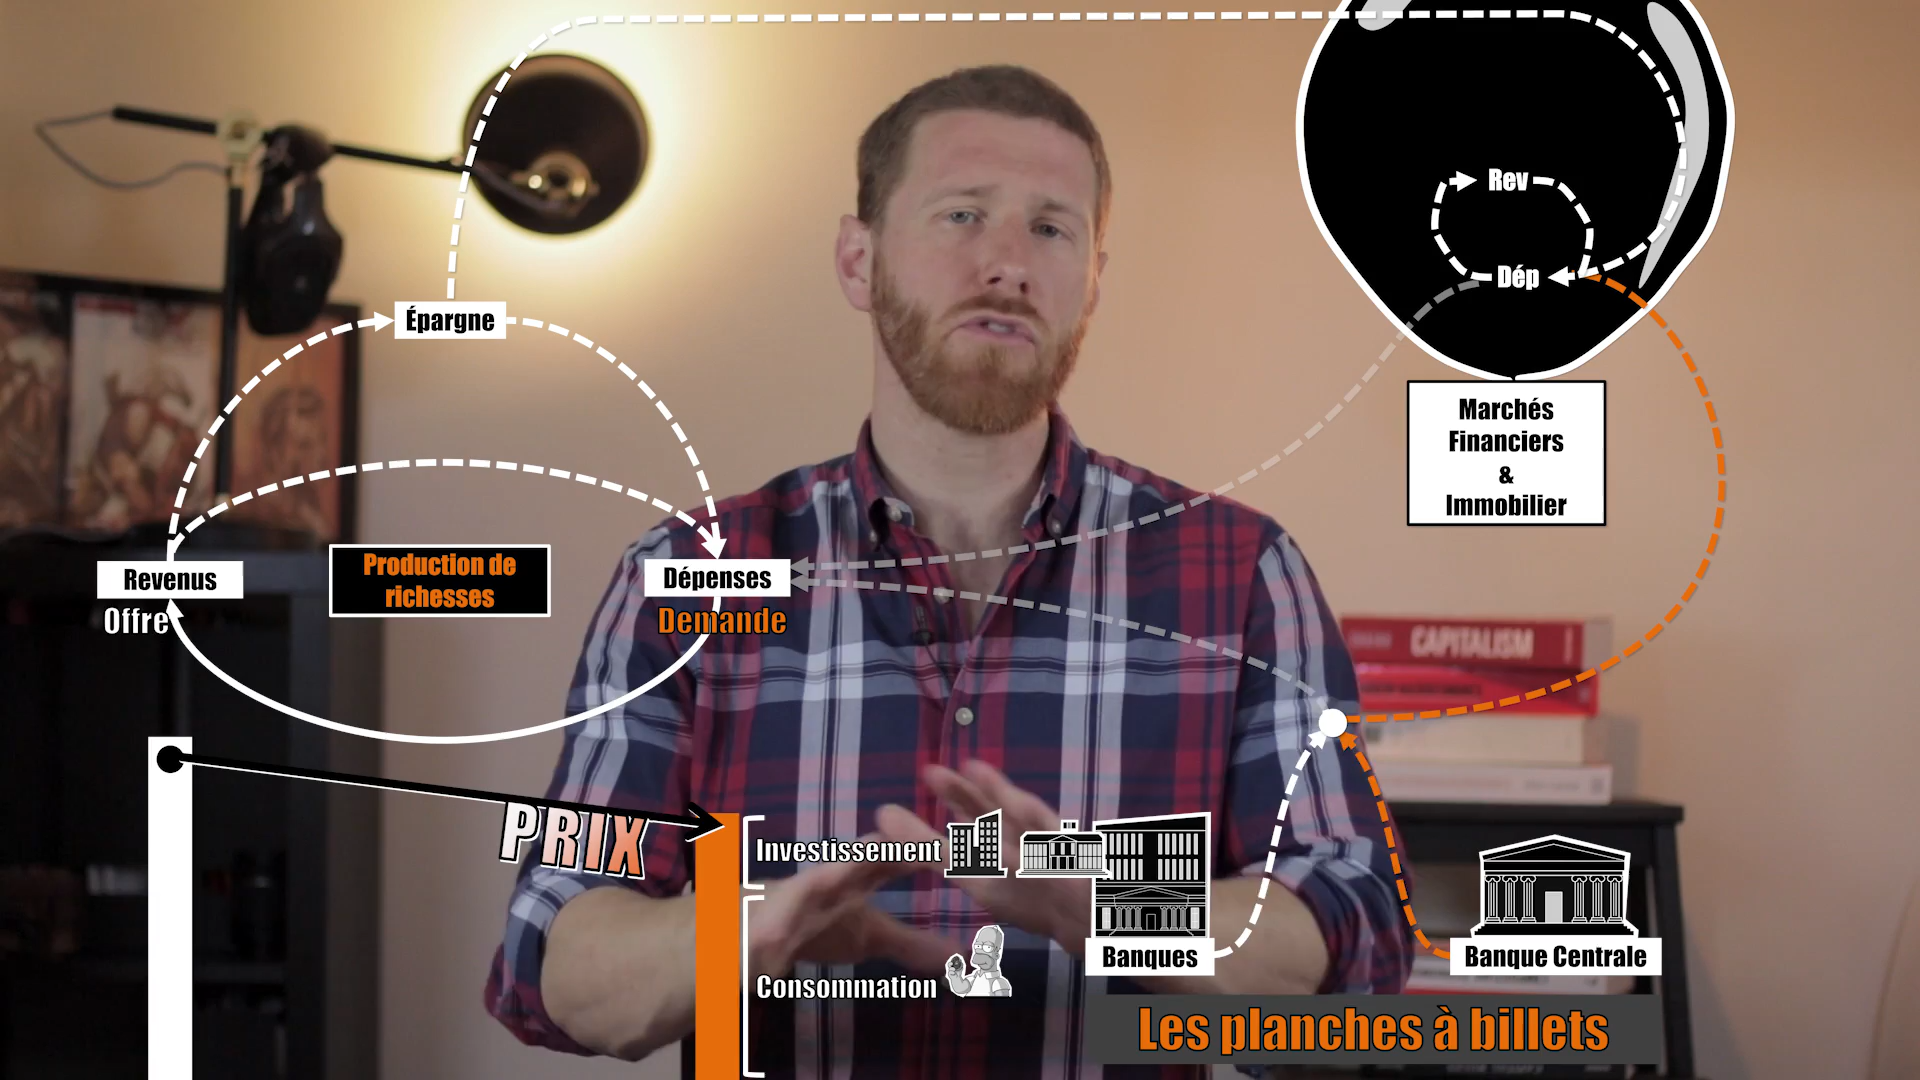 Rev
Dép
Épargne
Marchés
Financiers
&
Immobilier
Production de
richesses
Revenus
Offre
Dépenses
Demande
CAPITALISM
PRIX
Investissement
Consommation
Banques
Banque Centrale
Les planches à billets